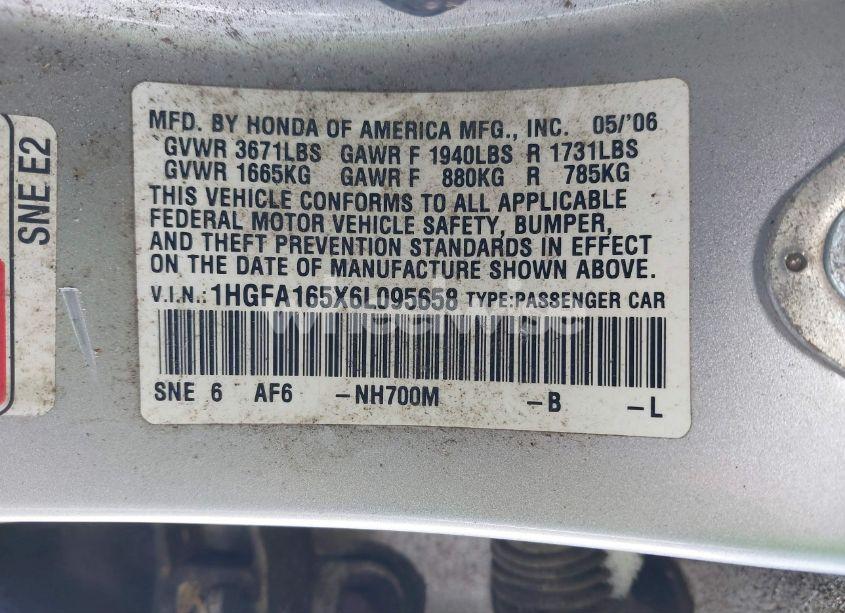 SNE E2
MFD. BY HONDA OF AMERICA MFG., INC. 05/'06
GVWR 3671LBS GAWR F 1940LBS R 1731LBS
GVWR 1665KG GAWR F 880KG R 785KG
THIS VEHICLE CONFORMS TO ALL APPLICABLE
FEDERAL MOTOR VEHICLE SAFETY, BUMPER,
AND THEFT PREVENTION STANDARDS IN EFFECT
ON THE DATE OF MANUFACTURE SHOWN ABOVE.
V.I.N.: 1HGFA165X6L095658 TYPE:PASSENGER CAR
wheelwise
SNE 6 AF6 -NH700M -B -L